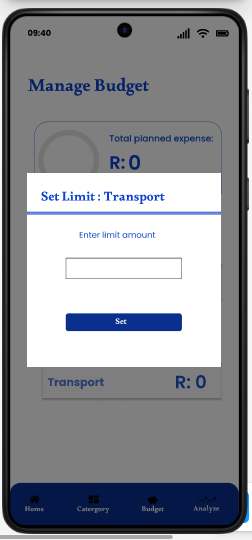 09:40
Manage Budget
Total planned expense:
R: 0
Set Limit : Transport
Enter limit amount
Set
Transport R: 0
Home Catergory Budget Analyze